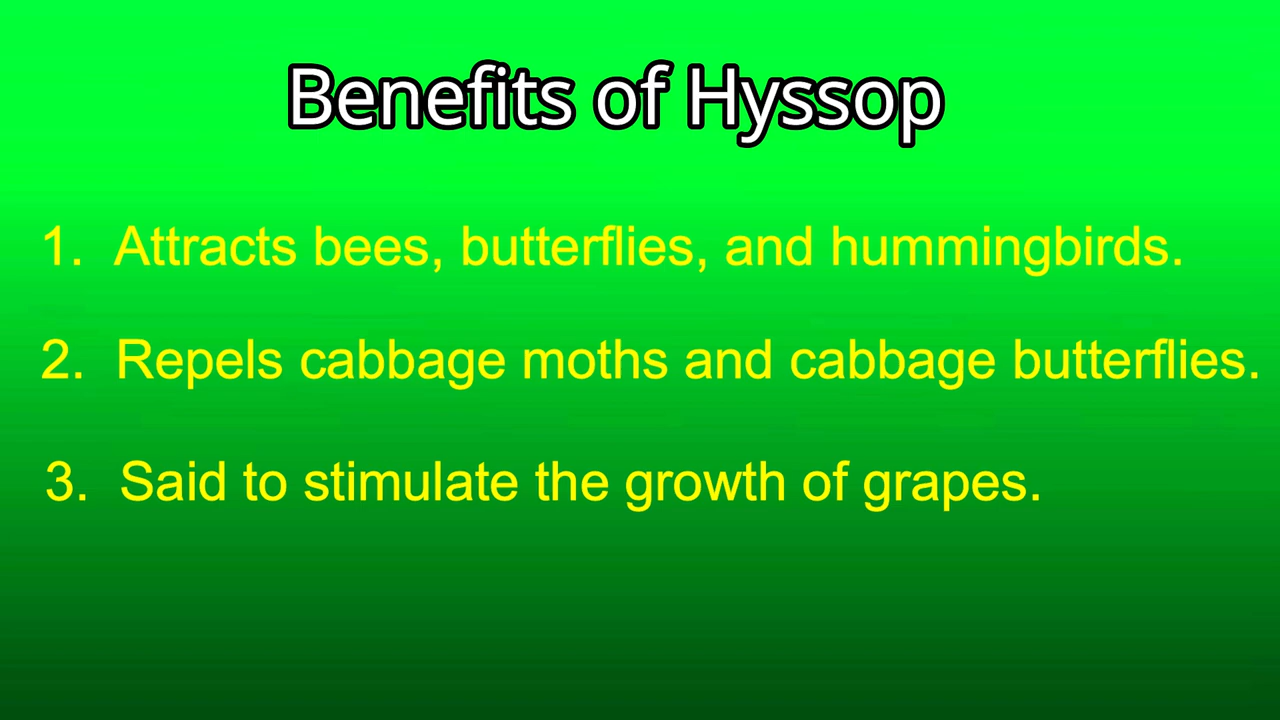 Benefits of Hyssop
1. Attracts bees, butterflies, and hummingbirds.
2. Repels cabbage moths and cabbage butterflies.
3. Said to stimulate the growth of grapes.